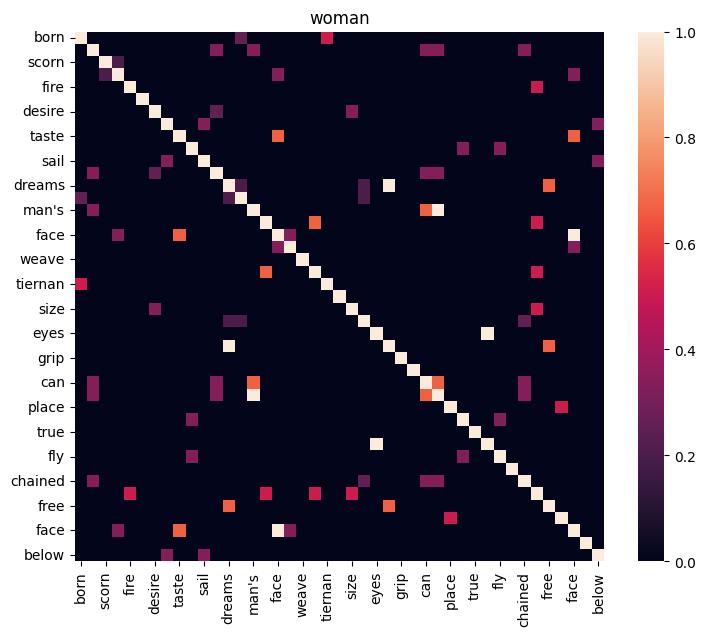 woman
born
scorn
fire
desire
taste
sail
dreams
man's
face
weave
tiernan
size
eyes
grip
can
place
true
fly
chained
free
face
below
born
scorn
fire
desire
taste
sail
dreams
man's
face
weave
tiernan
size
eyes
grip
can
place
true
fly
chained
free
face
below
1.0
0.8
0.6
0.4
0.2
0.0